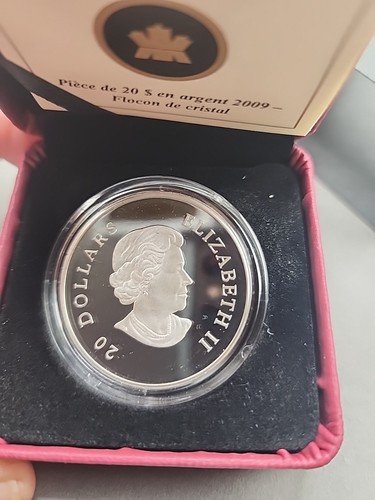 Pièce de 20 $ en argent 2009 –
Flocon de cristal
20 DOLLARS
ELIZABETH II